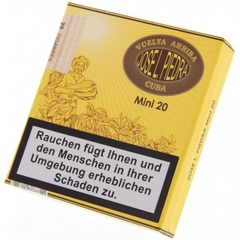 VUELTA ARRIBA
JOSE L. PIEDRA
CUBA
Mini 20
Rauchen fügt Ihnen und
den Menschen in Ihrer
Umgebung erheblichen
Schaden zu.
JOSE L. PIEDRA MINI 20